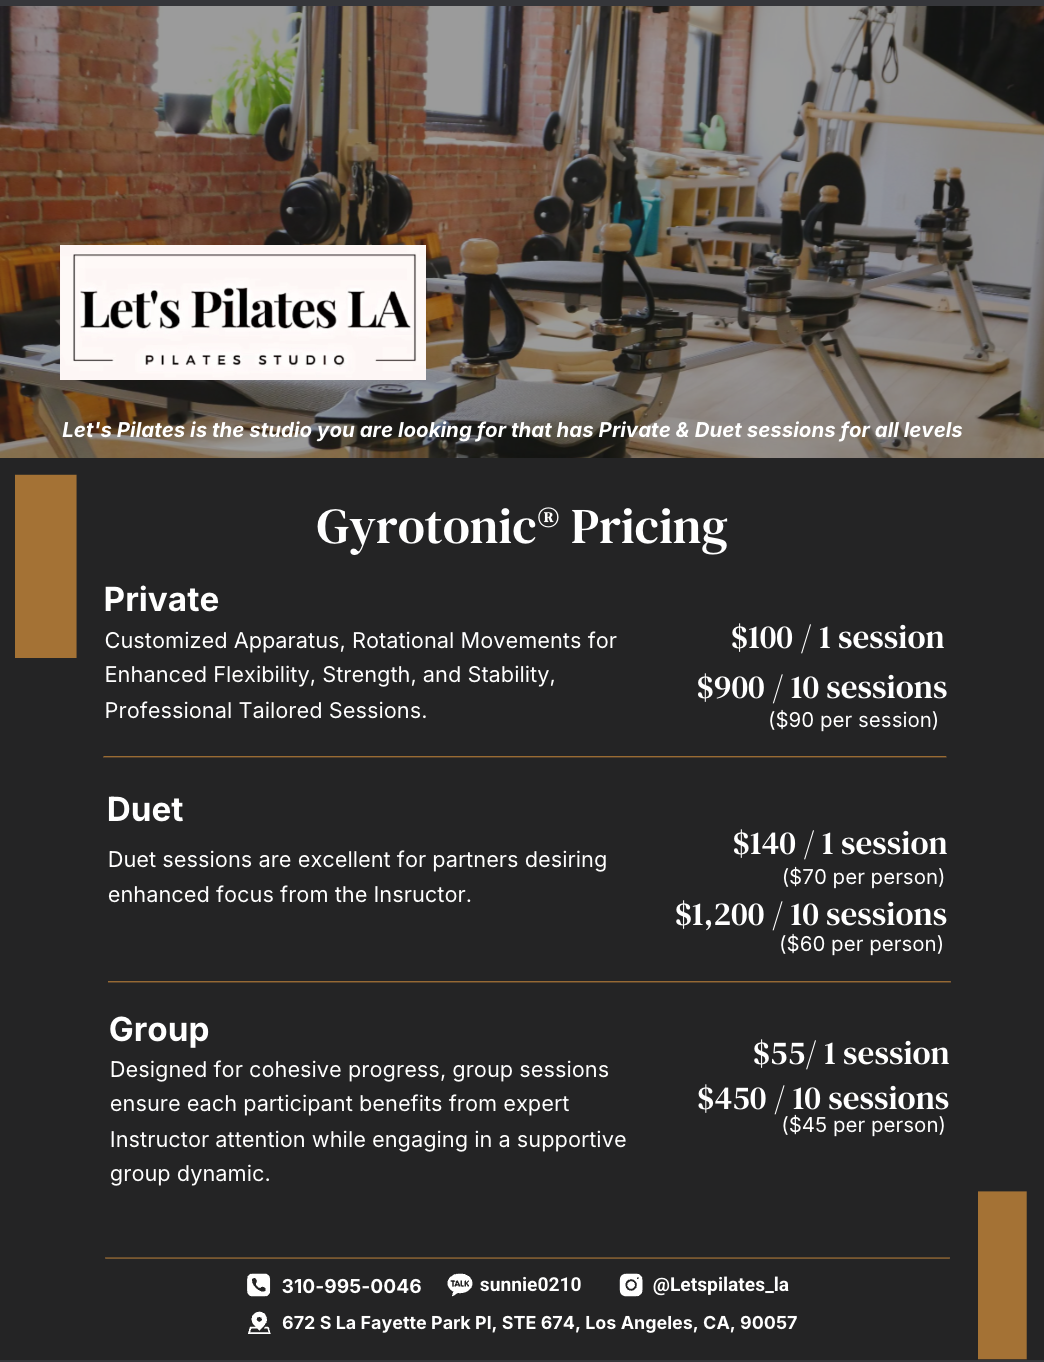 Let's Pilates LA
PILATES STUDIO
Let's Pilates is the studio you are looking for that has Private & Duet sessions for all levels
Gyrotonic® Pricing
Private
Customized Apparatus, Rotational Movements for
Enhanced Flexibility, Strength, and Stability,
Professional Tailored Sessions.
$100 / 1 session
$900 / 10 sessions
($90 per session)
Duet
Duet sessions are excellent for partners desiring
enhanced focus from the Insructor.
$140 / 1 session
($70 per person)
$1,200 / 10 sessions
($60 per person)
Group
Designed for cohesive progress, group sessions
ensure each participant benefits from expert
Instructor attention while engaging in a supportive
group dynamic.
$55/ 1 session
$450 / 10 sessions
($45 per person)
310-995-0046 TALK sunnie0210 @Letspilates_la
672 S La Fayette Park Pl, STE 674, Los Angeles, CA, 90057